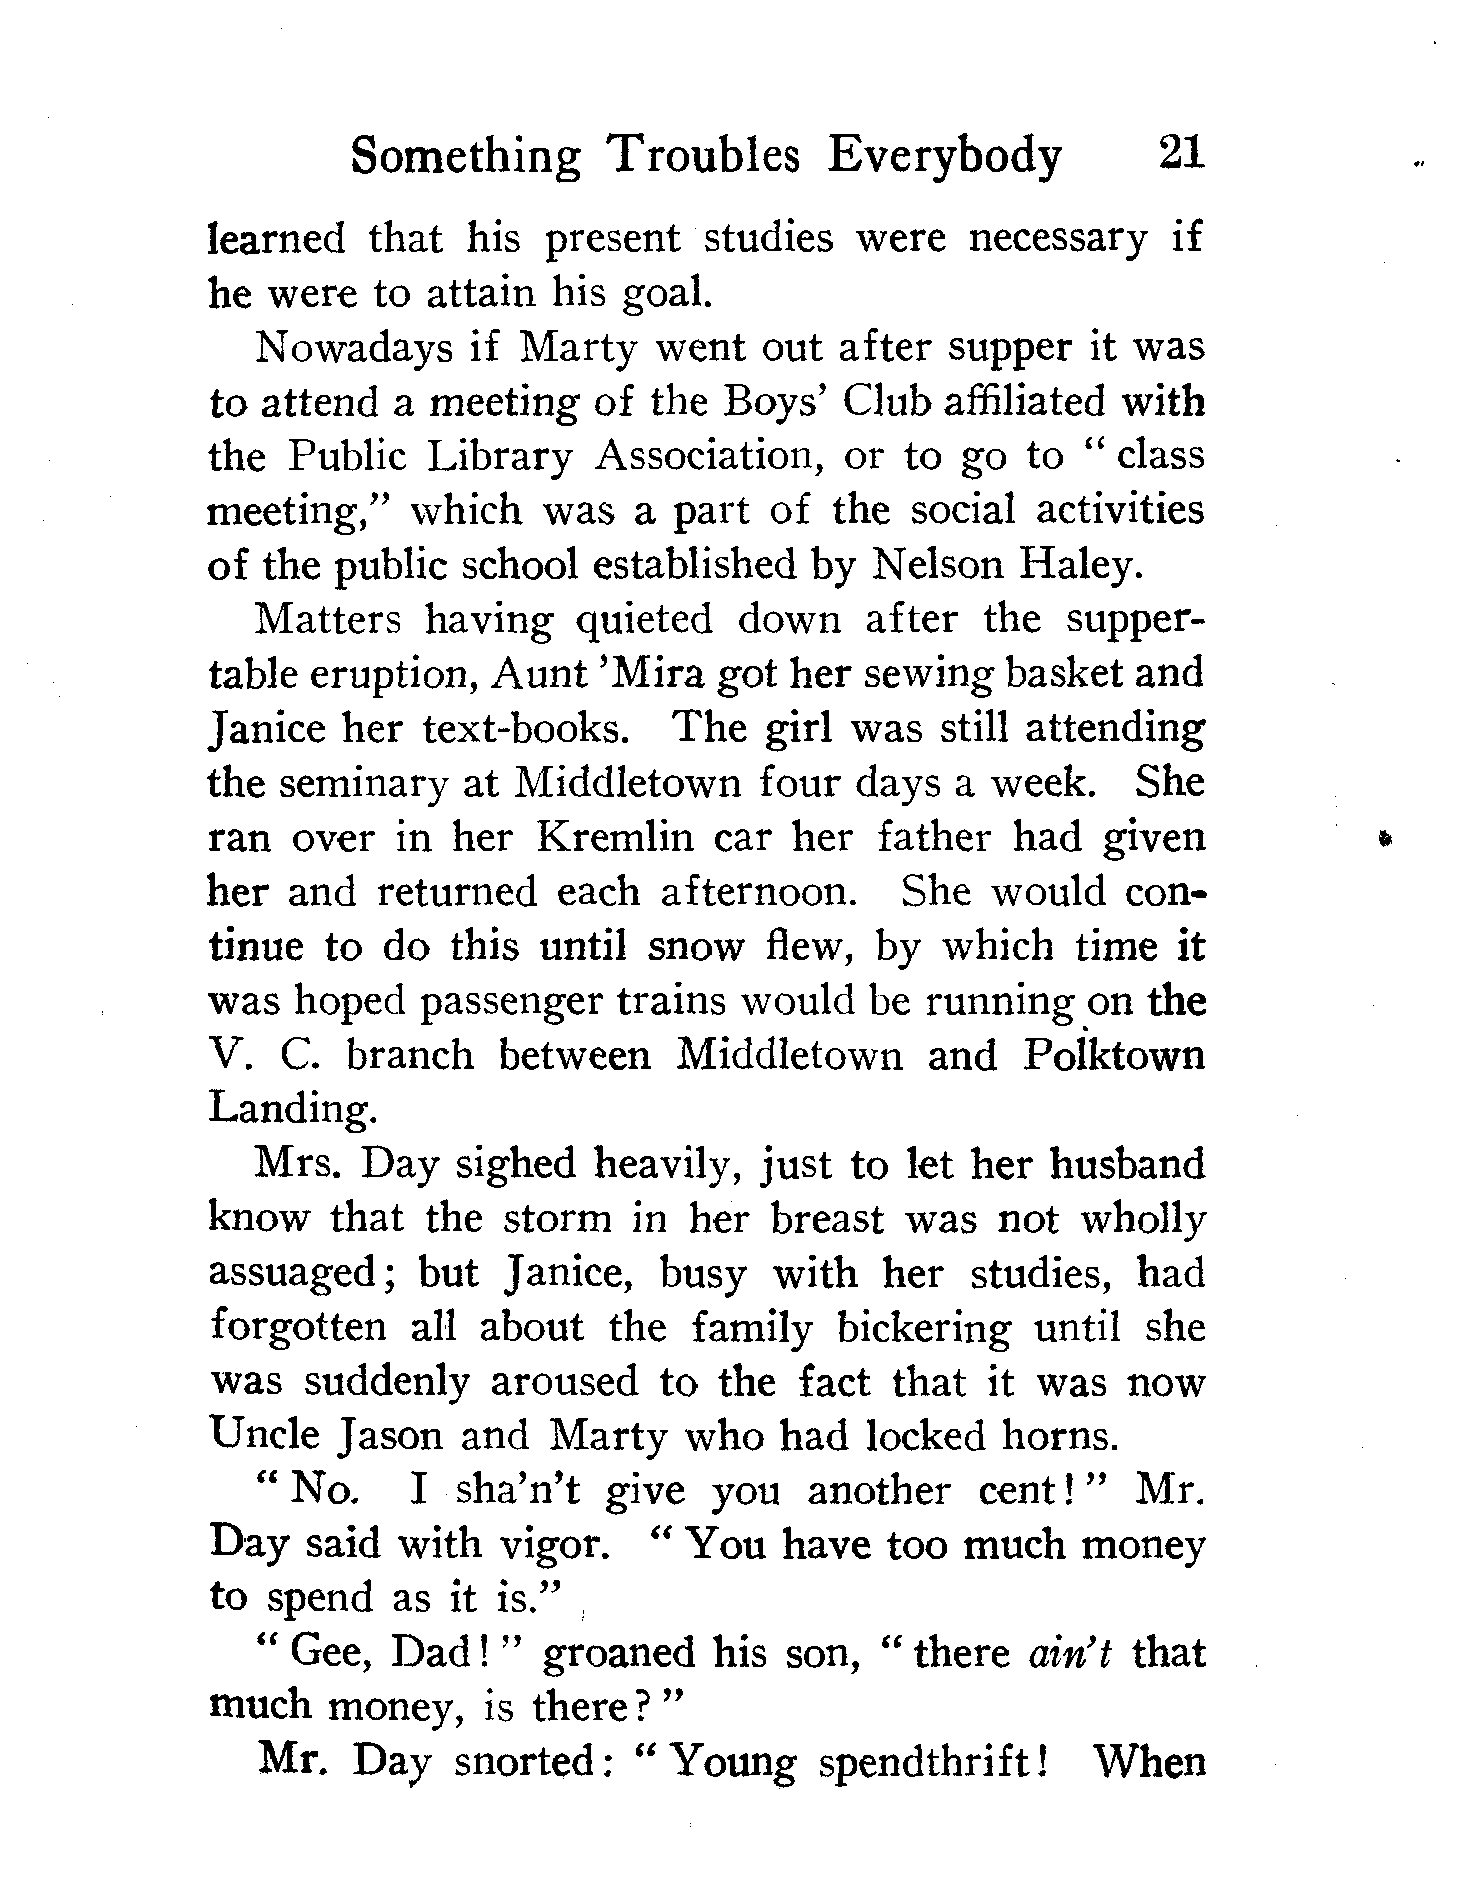 Something Troubles Everybody 21
learned that his present studies were necessary if
he were to attain his goal.
Nowadays if Marty went out after supper it was
to attend a meeting of the Boys’ Club affiliated with
the Public Library Association, or to go to “ class
meeting,” which was a part of the social activities
of the public school established by Nelson Haley.
Matters having quieted down after the supper-
table eruption, Aunt ’Mira got her sewing basket and
Janice her text-books. The girl was still attending
the seminary at Middletown four days a week. She
ran over in her Kremlin car her father had given
her and returned each afternoon. She would con-
tinue to do this until snow flew, by which time it
was hoped passenger trains would be running on the
V. C. branch between Middletown and Polktown
Landing.
Mrs. Day sighed heavily, just to let her husband
know that the storm in her breast was not wholly
assuaged; but Janice, busy with her studies, had
forgotten all about the family bickering until she
was suddenly aroused to the fact that it was now
Uncle Jason and Marty who had locked horns.
“ No. I sha’n’t give you another cent! ” Mr.
Day said with vigor. “ You have too much money
to spend as it is.”
“ Gee, Dad! ” groaned his son, “ there ain’t that
much money, is there? ”
Mr. Day snorted: “ Young spendthrift! When